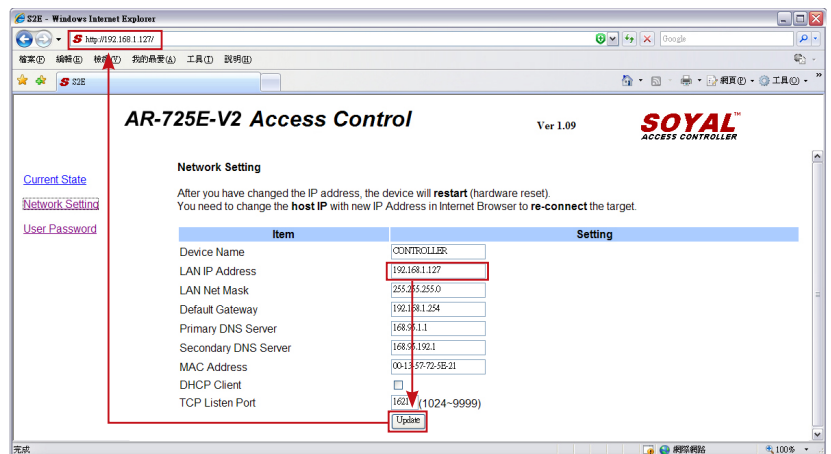 S2E - Windows Internet Explorer
S http://192.168.1.127/
Google
檔案(F) 編輯(E) 檢視(V) 我的最愛(A) 工具(T) 說明(H)
S S2E
網頁(P) 工具(O) »
AR-725E-V2 Access Control
Ver 1.09
SOYAL™
ACCESS CONTROLLER
Current State
Network Setting
User Password
Network Setting
After you have changed the IP address, the device will restart (hardware reset).
You need to change the host IP with new IP Address in Internet Browser to re-connect the target.
Item Setting
Device Name CONTROLLER
LAN IP Address 192.168.1.127
LAN Net Mask 255.255.255.0
Default Gateway 192.168.1.254
Primary DNS Server 168.95.1.1
Secondary DNS Server 168.95.192.1
MAC Address 00-13-57-72-5E-21
DHCP Client
TCP Listen Port 1621 (1024~9999)
Update
完成 網際網路 100%